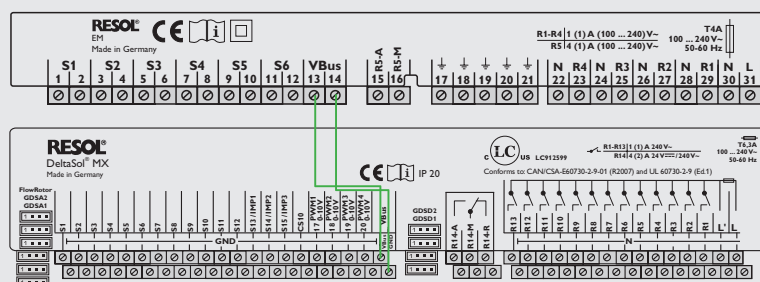 RESOL®
EM
Made in Germany
CE i
R1-R4 1 (1) A (100 ... 240) V~
R5 4 (1) A (100 ... 240) V~
T4A
100 ... 240 V~
50-60 Hz
S1 S2 S3 S4 S5 S6 VBus
R5-A R5-M
N R4 N R3 N R2 N R1 N L
1 2 3 4 5 6 7 8 9 10 11 12 13 14 15 16 17 18 19 20 21 22 23 24 25 26 27 28 29 30 31
RESOL®
DeltaSol® MX
Made in Germany
CE i IP 20
c LC US LC912599
R1-R13 1 (1) A 240 V~
R14 4 (2) A 24 V⎓/240 V~
T6,3A
100 ... 240 V~
50-60 Hz
Conforms to: CAN/CSA-E60730-2-9-01 (R2007) and UL 60730-2-9 (Ed.1)
FlowRotor
GDSA2
GDSA1
S1 S2 S3 S4 S5 S6 S7 S8 S9 S10 S11 S12 S13/IMP1 S14/IMP2 S15/IMP3 CS10
17 PWM1 0-10V
18 PWM2 0-10V
19 PWM3 0-10V
20 PWM4 0-10V
VBus
VBus GND
GND
GDSD2
GDSD1
R14-A R14-M R14-R
R13 R12 R11 R10 R9 R8 R7 R6 R5 R4 R3 R2 R1 L' L
N